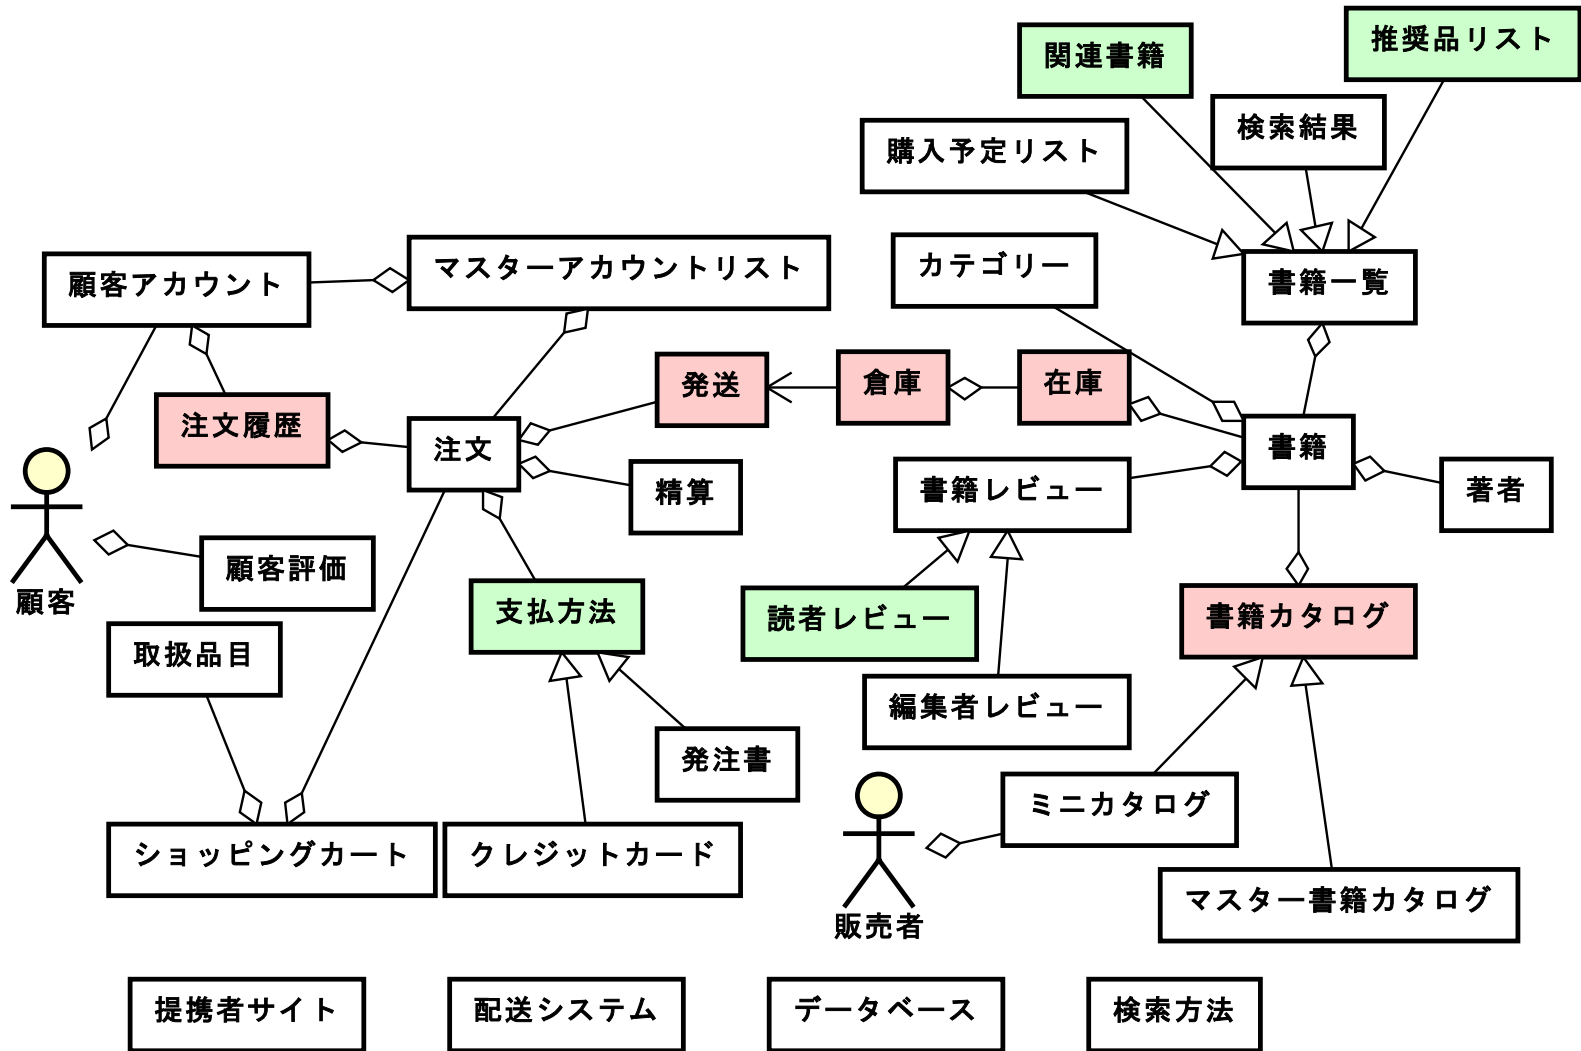 推奨品リスト
関連書籍
検索結果
購入予定リスト
カテゴリー
書籍一覧
顧客アカウント
マスターアカウントリスト
発送
倉庫
在庫
注文履歴
注文
書籍
精算
書籍レビュー
著者
顧客評価
顧客
支払方法
読者レビュー
書籍カタログ
取扱品目
編集者レビュー
発注書
ミニカタログ
ショッピングカート
クレジットカード
販売者
マスター書籍カタログ
提携者サイト
配送システム
データベース
検索方法